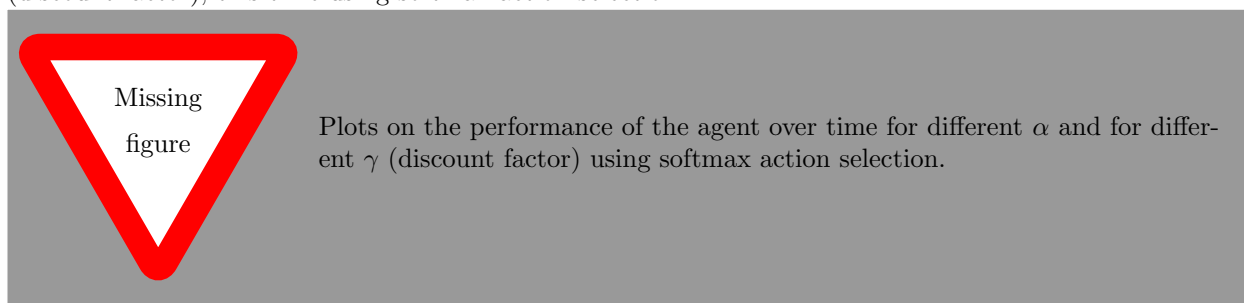 Missing
figure
Plots on the performance of the agent over time for different α and for differ-
ent γ (discount factor) using softmax action selection.